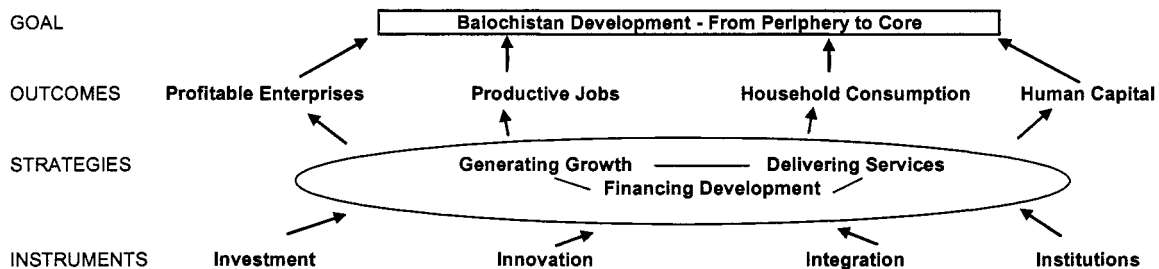 GOAL Balochistan Development - From Periphery to Core
OUTCOMES Profitable Enterprises Productive Jobs Household Consumption Human Capital
STRATEGIES Generating Growth Delivering Services
Financing Development
INSTRUMENTS Investment Innovation Integration Institutions